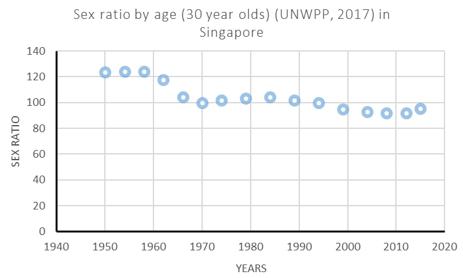 Sex ratio by age (30 year olds) (UNWPP, 2017) in
Singapore
140
120
100
80
60
40
20
0
SEX RATIO
1940 1950 1960 1970 1980 1990 2000 2010 2020
YEARS